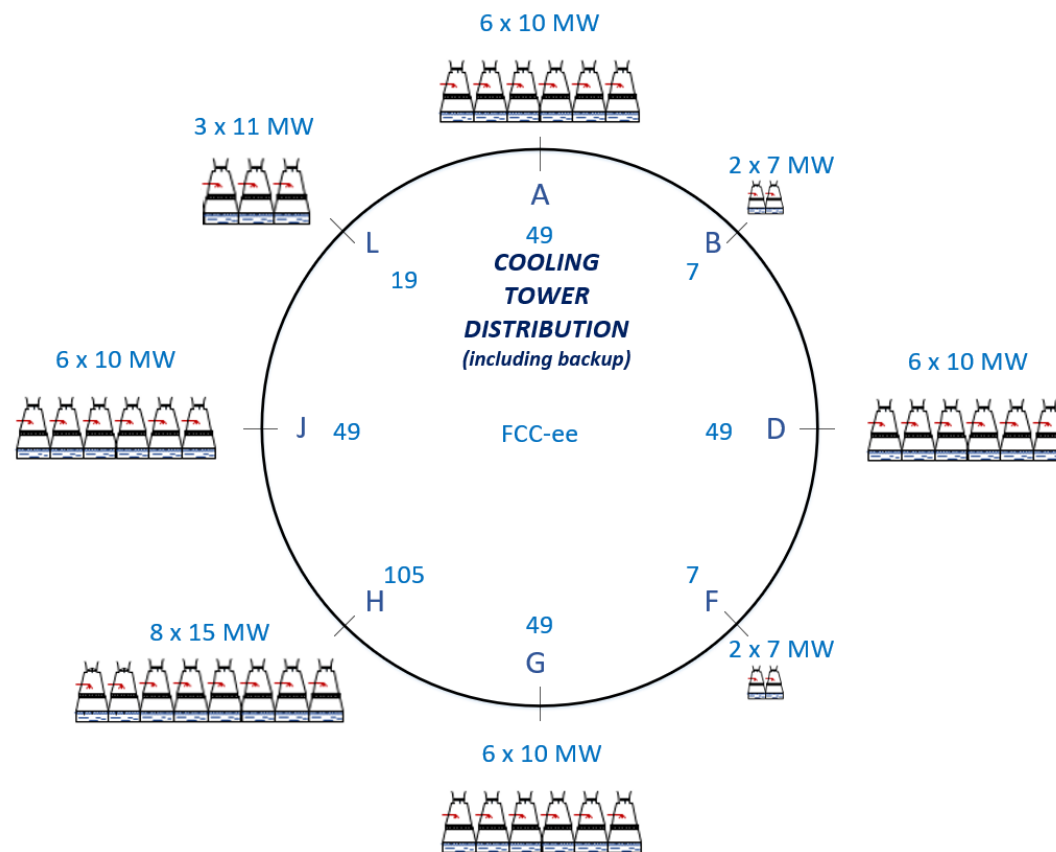 6 x 10 MW
3 x 11 MW
2 x 7 MW
A
L
49
B
COOLING
7
19
TOWER
DISTRIBUTION
(including backup)
6 x 10 MW
6 x 10 MW
J
49
FCC-ee
49
D
105
7
H
F
49
8 x 15 MW
G
2 x 7 MW
6 x 10 MW